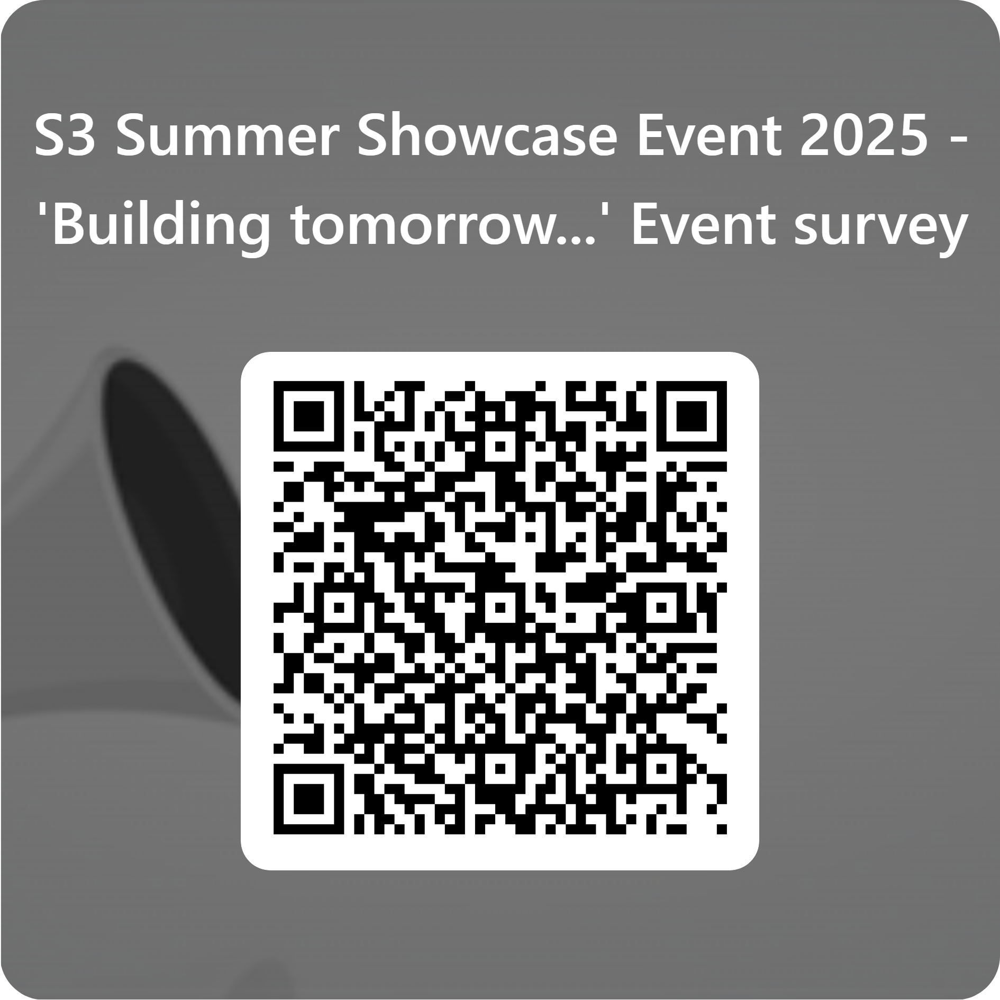 S3 Summer Showcase Event 2025 -
'Building tomorrow...' Event survey